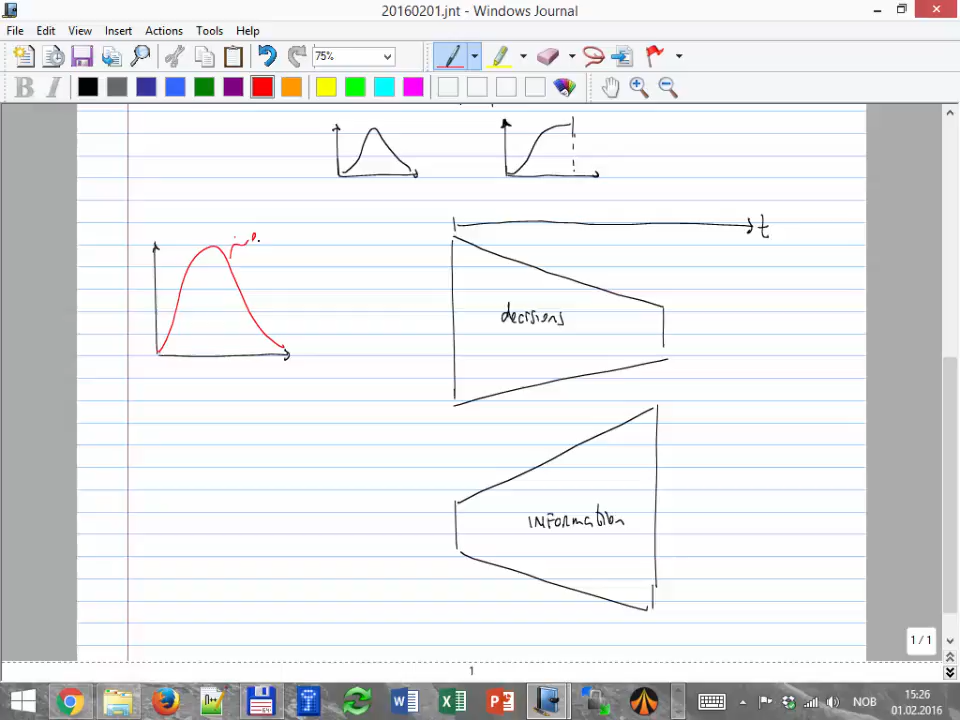 20160201.jnt - Windows Journal
File Edit View Insert Actions Tools Help
75%
B I
t
decisions
INFormation
1 / 1
1
NOB
15:26
01.02.2016